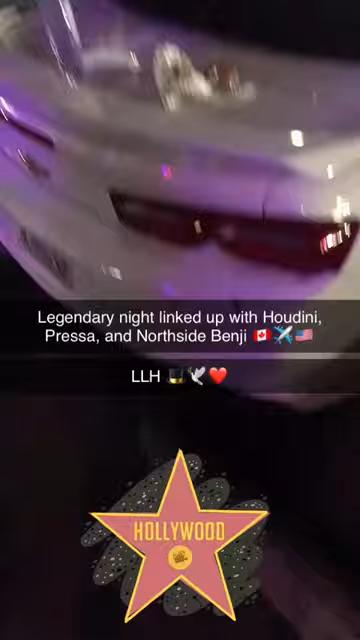 Legendary night linked up with Houdini,
Pressa, and Northside Benji 🇨🇦✈️🇺🇸
LLH 🎩🕊️❤️
HOLLYWOOD